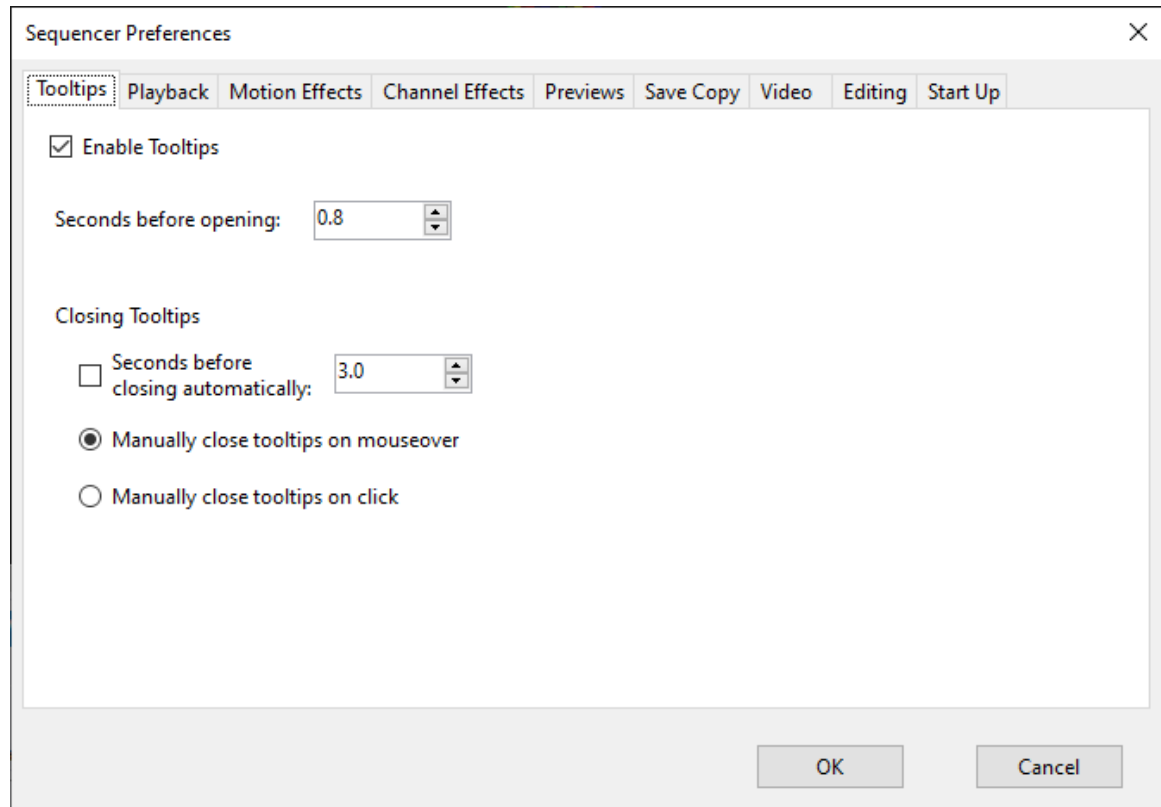 Sequencer Preferences
Tooltips Playback Motion Effects Channel Effects Previews Save Copy Video Editing Start Up
Enable Tooltips
Seconds before opening: 0.8
Closing Tooltips
Seconds before
closing automatically: 3.0
Manually close tooltips on mouseover
Manually close tooltips on click
OK Cancel